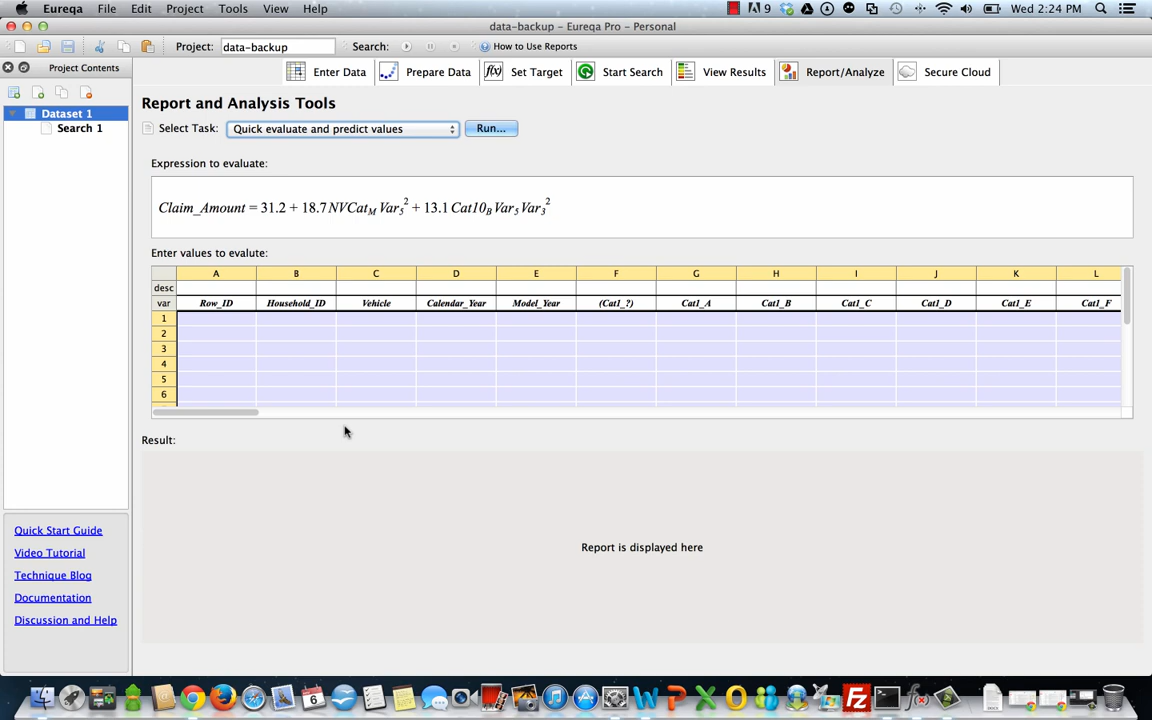 Eureqa File Edit Project Tools View Help 9 Wed 2:24 PM
data-backup – Eureqa Pro – Personal
Project: data-backup Search: How to Use Reports
Project Contents
Enter Data Prepare Data f(x) Set Target Start Search View Results Report/Analyze Secure Cloud
Report and Analysis Tools
Dataset 1
Search 1
Select Task: Quick evaluate and predict values Run...
Expression to evaluate:
Claim_Amount = 31.2 + 18.7 NVCat_M Var_5^2 + 13.1 Cat10_B Var_5 Var_3^2
Enter values to evalute:
A B C D E F G H I J K L
desc
var Row_ID Household_ID Vehicle Calendar_Year Model_Year (Cat1_?) Cat1_A Cat1_B Cat1_C Cat1_D Cat1_E Cat1_F
1
2
3
4
5
6
Result:
Report is displayed here
Quick Start Guide
Video Tutorial
Technique Blog
Documentation
Discussion and Help